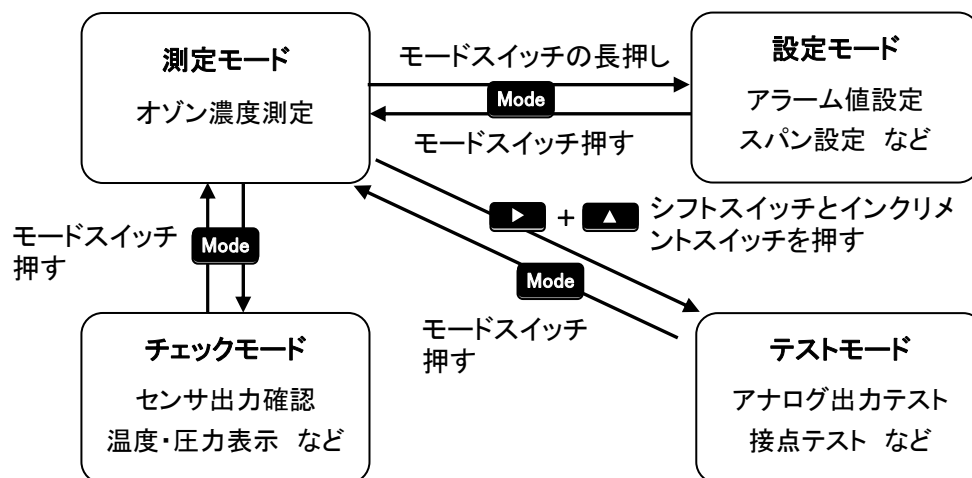 測定モード
オゾン濃度測定
モードスイッチの長押し
Mode
モードスイッチ押す
設定モード
アラーム値設定
スパン設定 など
▶ + ▲ シフトスイッチとインクリメ
ントスイッチを押す
モードスイッチ
押す
Mode
Mode
モードスイッチ
押す
チェックモード
センサ出力確認
温度・圧力表示 など
テストモード
アナログ出力テスト
接点テスト など